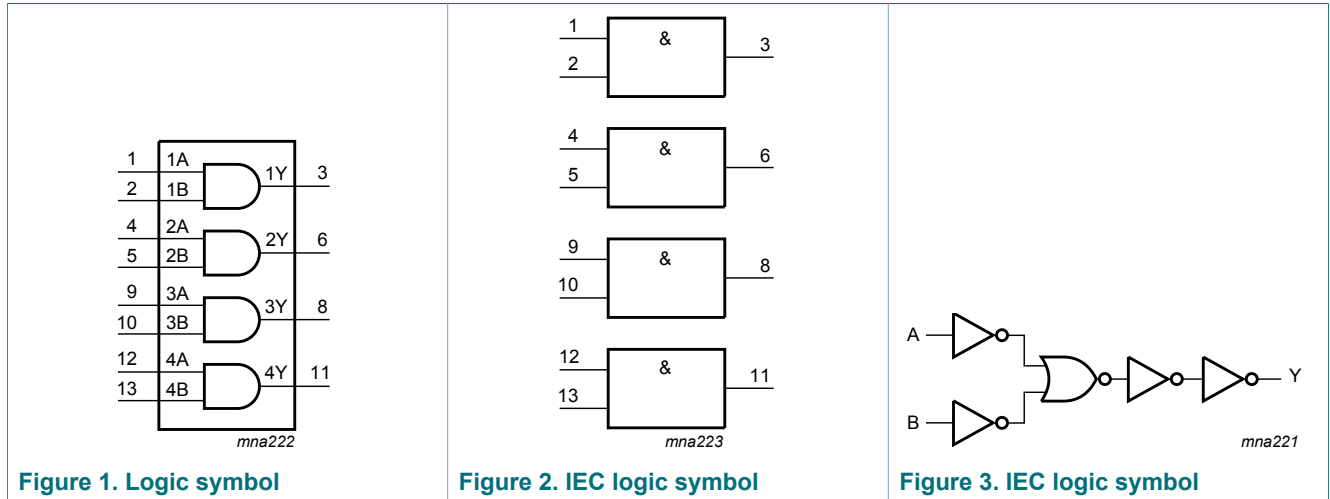 1 1A 1Y 3
2 1B
4 2A 2Y 6
5 2B
9 3A 3Y 8
10 3B
12 4A 4Y 11
13 4B
mna222
Figure 1. Logic symbol
1 & 3
2
4 & 6
5
9 & 8
10
12 & 11
13
mna223
Figure 2. IEC logic symbol
A
Y
B
mna221
Figure 3. IEC logic symbol